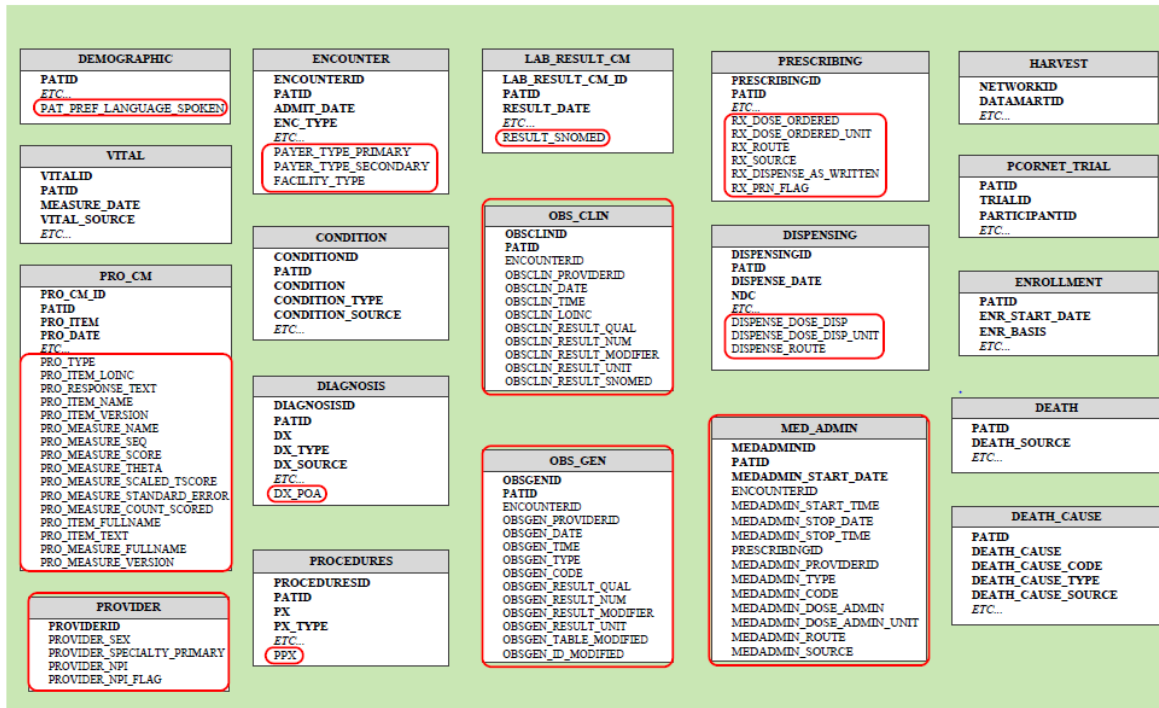 DEMOGRAPHIC
PATID
ETC...
PAT_PREF_LANGUAGE_SPOKEN
VITAL
VITALID
PATID
MEASURE_DATE
VITAL_SOURCE
ETC...
PRO_CM
PRO_CM_ID
PATID
PRO_ITEM
PRO_DATE
ETC...
PRO_TYPE
PRO_ITEM_LOINC
PRO_RESPONSE_TEXT
PRO_ITEM_NAME
PRO_ITEM_VERSION
PRO_MEASURE_NAME
PRO_MEASURE_SEQ
PRO_MEASURE_SCORE
PRO_MEASURE_THETA
PRO_MEASURE_SCALED_TSCORE
PRO_MEASURE_STANDARD_ERROR
PRO_MEASURE_COUNT_SCORED
PRO_ITEM_FULLNAME
PRO_ITEM_TEXT
PRO_MEASURE_FULLNAME
PRO_MEASURE_VERSION
PROVIDER
PROVIDERID
PROVIDER_SEX
PROVIDER_SPECIALTY_PRIMARY
PROVIDER_NPI
PROVIDER_NPI_FLAG
ENCOUNTER
ENCOUNTERID
PATID
ADMIT_DATE
ENC_TYPE
ETC...
PAYER_TYPE_PRIMARY
PAYER_TYPE_SECONDARY
FACILITY_TYPE
CONDITION
CONDITIONID
PATID
CONDITION
CONDITION_TYPE
CONDITION_SOURCE
ETC...
DIAGNOSIS
DIAGNOSISID
PATID
DX
DX_TYPE
DX_SOURCE
ETC...
DX_POA
PROCEDURES
PROCEDURESID
PATID
PX
PX_TYPE
ETC...
PPX
LAB_RESULT_CM
LAB_RESULT_CM_ID
PATID
RESULT_DATE
ETC...
RESULT_SNOMED
OBS_CLIN
OBSCLINID
PATID
ENCOUNTERID
OBSCLIN_PROVIDERID
OBSCLIN_DATE
OBSCLIN_TIME
OBSCLIN_LOINC
OBSCLIN_RESULT_QUAL
OBSCLIN_RESULT_NUM
OBSCLIN_RESULT_MODIFIER
OBSCLIN_RESULT_UNIT
OBSCLIN_RESULT_SNOMED
OBS_GEN
OBSGENID
PATID
ENCOUNTERID
OBSGEN_PROVIDERID
OBSGEN_DATE
OBSGEN_TIME
OBSGEN_TYPE
OBSGEN_CODE
OBSGEN_RESULT_QUAL
OBSGEN_RESULT_NUM
OBSGEN_RESULT_MODIFIER
OBSGEN_RESULT_UNIT
OBSGEN_TABLE_MODIFIED
OBSGEN_ID_MODIFIED
PRESCRIBING
PRESCRIBINGID
PATID
ETC...
RX_DOSE_ORDERED
RX_DOSE_ORDERED_UNIT
RX_ROUTE
RX_SOURCE
RX_DISPENSE_AS_WRITTEN
RX_PRN_FLAG
DISPENSING
DISPENSINGID
PATID
DISPENSE_DATE
NDC
ETC...
DISPENSE_DOSE_DISP
DISPENSE_DOSE_DISP_UNIT
DISPENSE_ROUTE
MED_ADMIN
MEDADMINID
PATID
MEDADMIN_START_DATE
ENCOUNTERID
MEDADMIN_START_TIME
MEDADMIN_STOP_DATE
MEDADMIN_STOP_TIME
PRESCRIBINGID
MEDADMIN_PROVIDERID
MEDADMIN_TYPE
MEDADMIN_CODE
MEDADMIN_DOSE_ADMIN
MEDADMIN_DOSE_ADMIN_UNIT
MEDADMIN_ROUTE
MEDADMIN_SOURCE
HARVEST
NETWORKID
DATAMARTID
ETC...
PCORNET_TRIAL
PATID
TRIALID
PARTICIPANTID
ETC...
ENROLLMENT
PATID
ENR_START_DATE
ENR_BASIS
ETC...
DEATH
PATID
DEATH_SOURCE
ETC...
DEATH_CAUSE
PATID
DEATH_CAUSE
DEATH_CAUSE_CODE
DEATH_CAUSE_TYPE
DEATH_CAUSE_SOURCE
ETC...